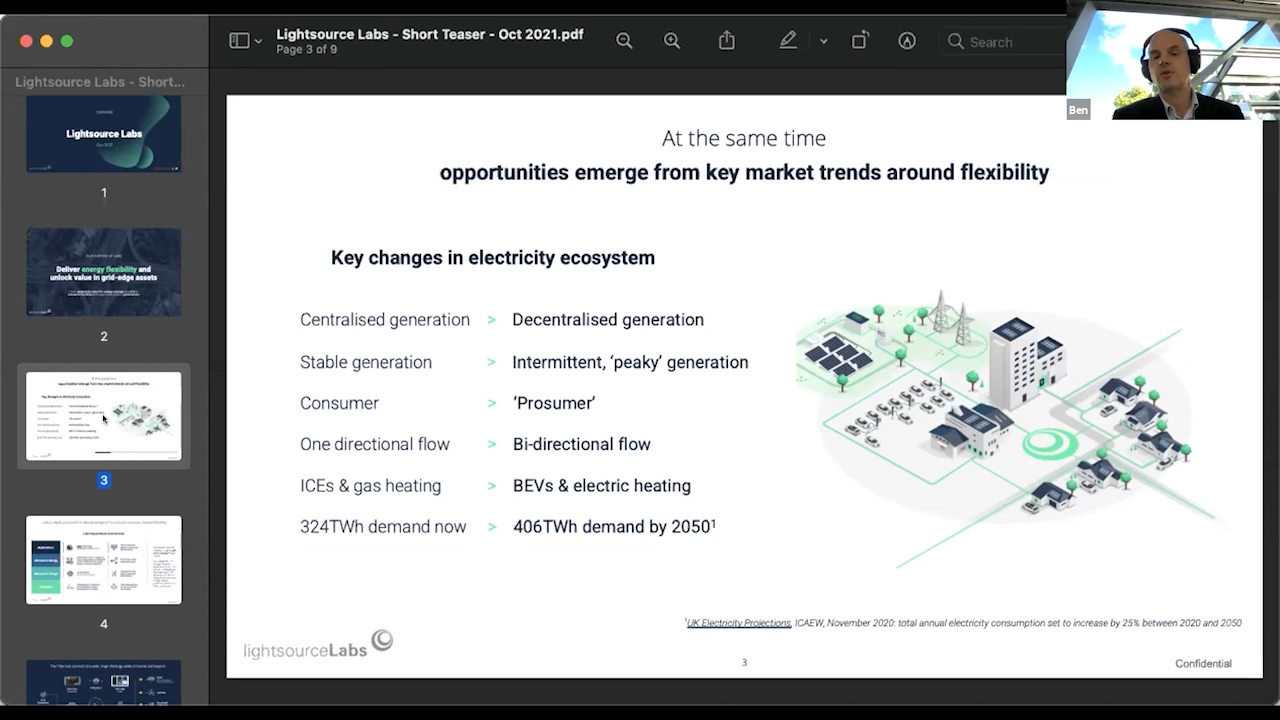 Lightsource Labs - Short Teaser - Oct 2021.pdf
Page 3 of 9
Search
Ben
Lightsource Labs - Short...
Lightsource Labs
1
Deliver energy flexibility and
unlock value in grid-edge assets
2
3
4
At the same time
opportunities emerge from key market trends around flexibility
Key changes in electricity ecosystem
Centralised generation > Decentralised generation
Stable generation > Intermittent, ‘peaky’ generation
Consumer > ‘Prosumer’
One directional flow > Bi-directional flow
ICEs & gas heating > BEVs & electric heating
324TWh demand now > 406TWh demand by 2050¹
¹UK Electricity Projections, ICAEW, November 2020: total annual electricity consumption set to increase by 25% between 2020 and 2050
lightsourceLabs
3
Confidential